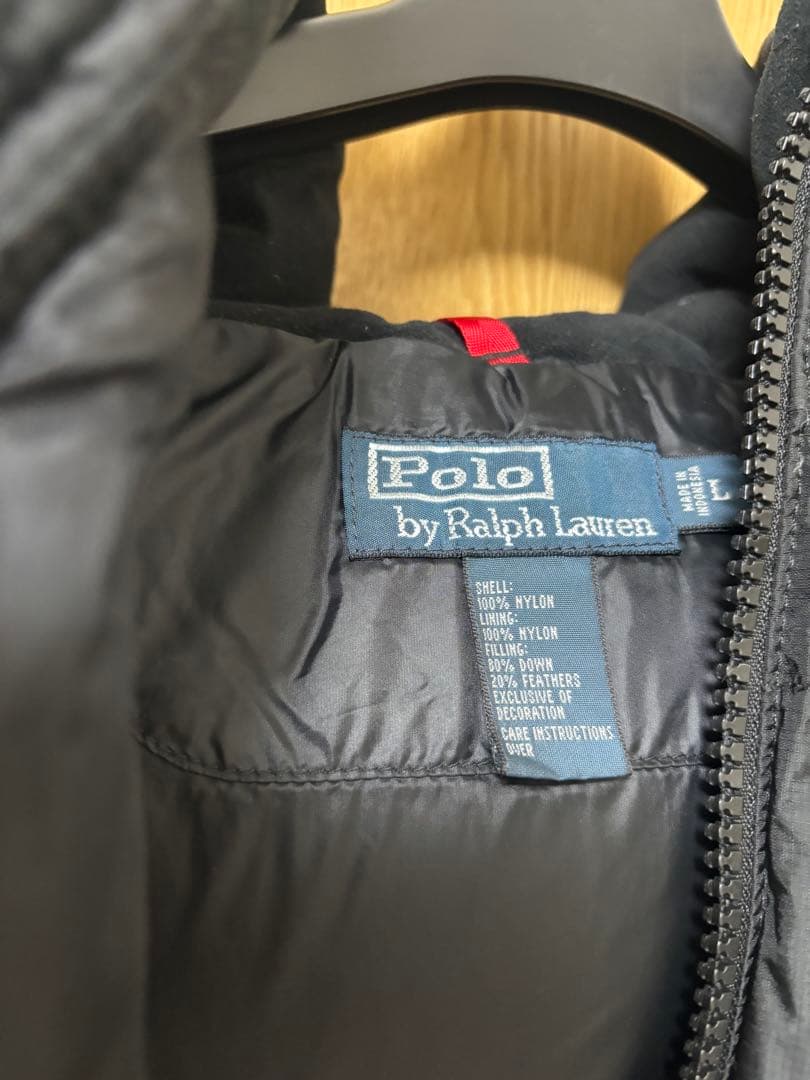 Polo
by Ralph Lauren
MADE IN
INDONESIA
SHELL:
100% NYLON
LINING:
100% NYLON
FILLING:
80% DOWN
20% FEATHERS
EXCLUSIVE OF
DECORATION
CARE INSTRUCTIONS
OVER